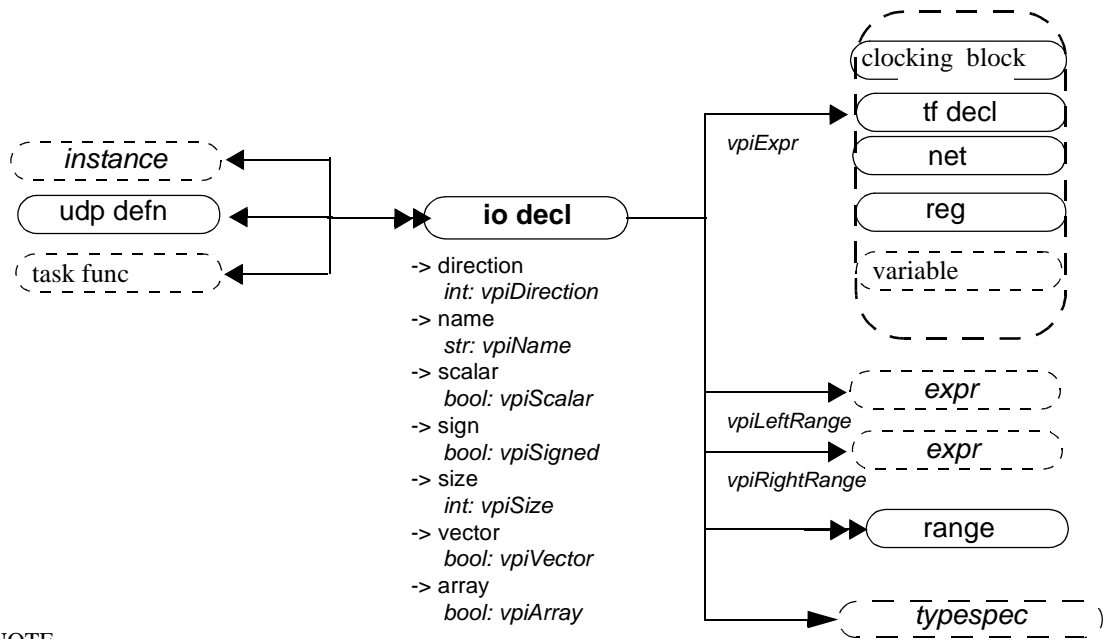 instance
udp defn
task func
io decl
-> direction
int: vpiDirection
-> name
str: vpiName
-> scalar
bool: vpiScalar
-> sign
bool: vpiSigned
-> size
int: vpiSize
-> vector
bool: vpiVector
-> array
bool: vpiArray
clocking block
vpiExpr
tf decl
net
reg
variable
expr
vpiLeftRange
expr
vpiRightRange
range
typespec